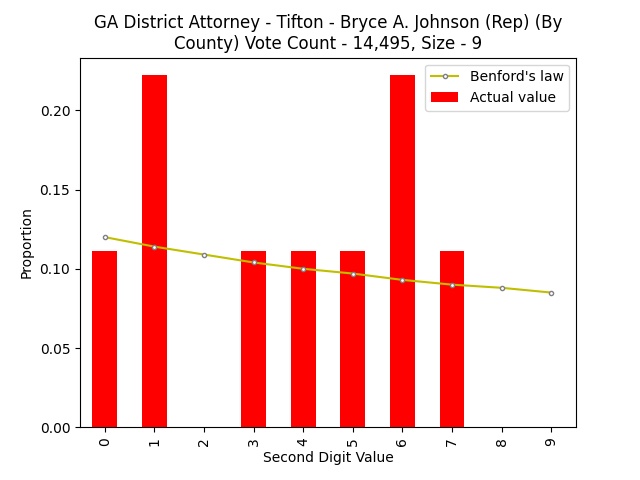 GA District Attorney - Tifton - Bryce A. Johnson (Rep) (By
County) Vote Count - 14,495, Size - 9
Benford's law
Actual value
0.20
0.15
0.10
0.05
0.00
Proportion
0 1 2 3 4 5 6 7 8 9
Second Digit Value